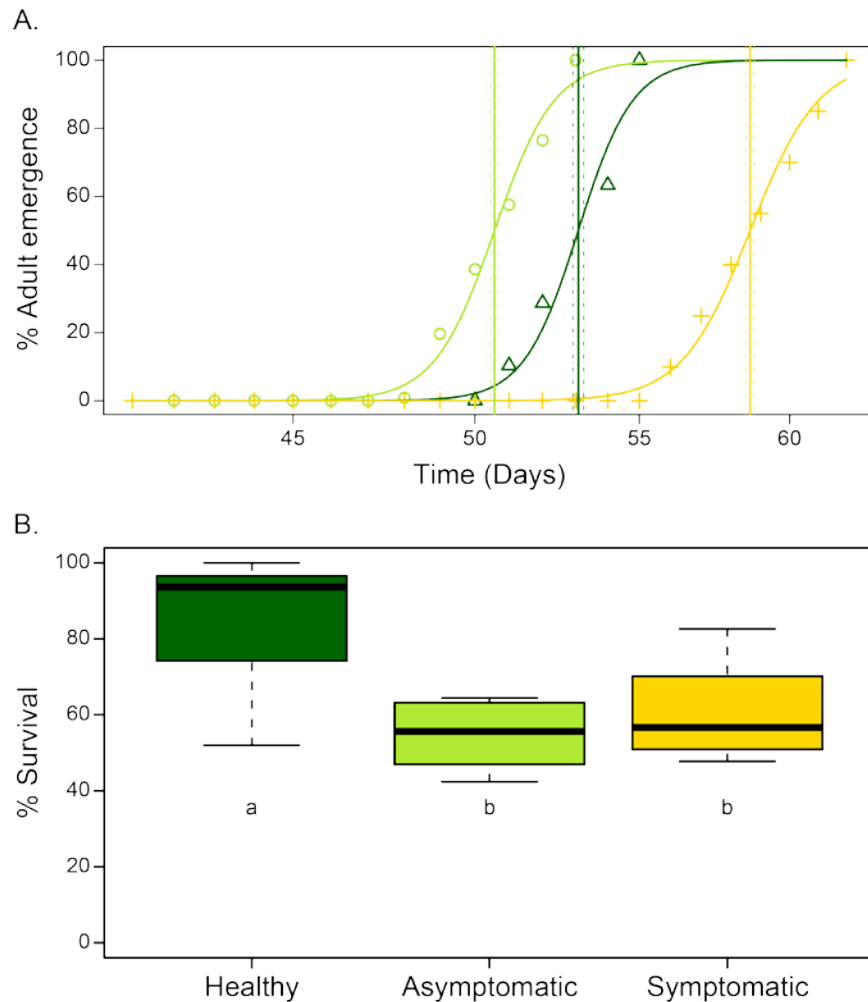 A.
% Adult emergence
100
80
60
40
20
0
45 50 55 60
Time (Days)
B.
% Survival
100
80
60
40
20
0
a b b
Healthy Asymptomatic Symptomatic